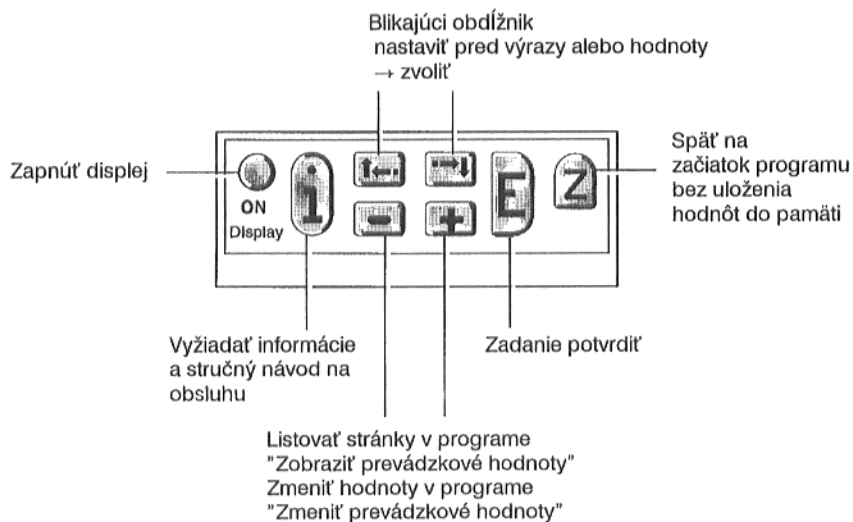 Blikajúci obdĺžnik
nastaviť pred výrazy alebo hodnoty
→ zvoliť
Zapnúť displej
ON
Display
i
E
Z
Späť na
začiatok programu
bez uloženia
hodnôt do pamäti
Vyžiadať informácie
a stručný návod na
obsluhu
Zadanie potvrdiť
Listovať stránky v programe
"Zobraziť prevádzkové hodnoty"
Zmeniť hodnoty v programe
"Zmeniť prevádzkové hodnoty"